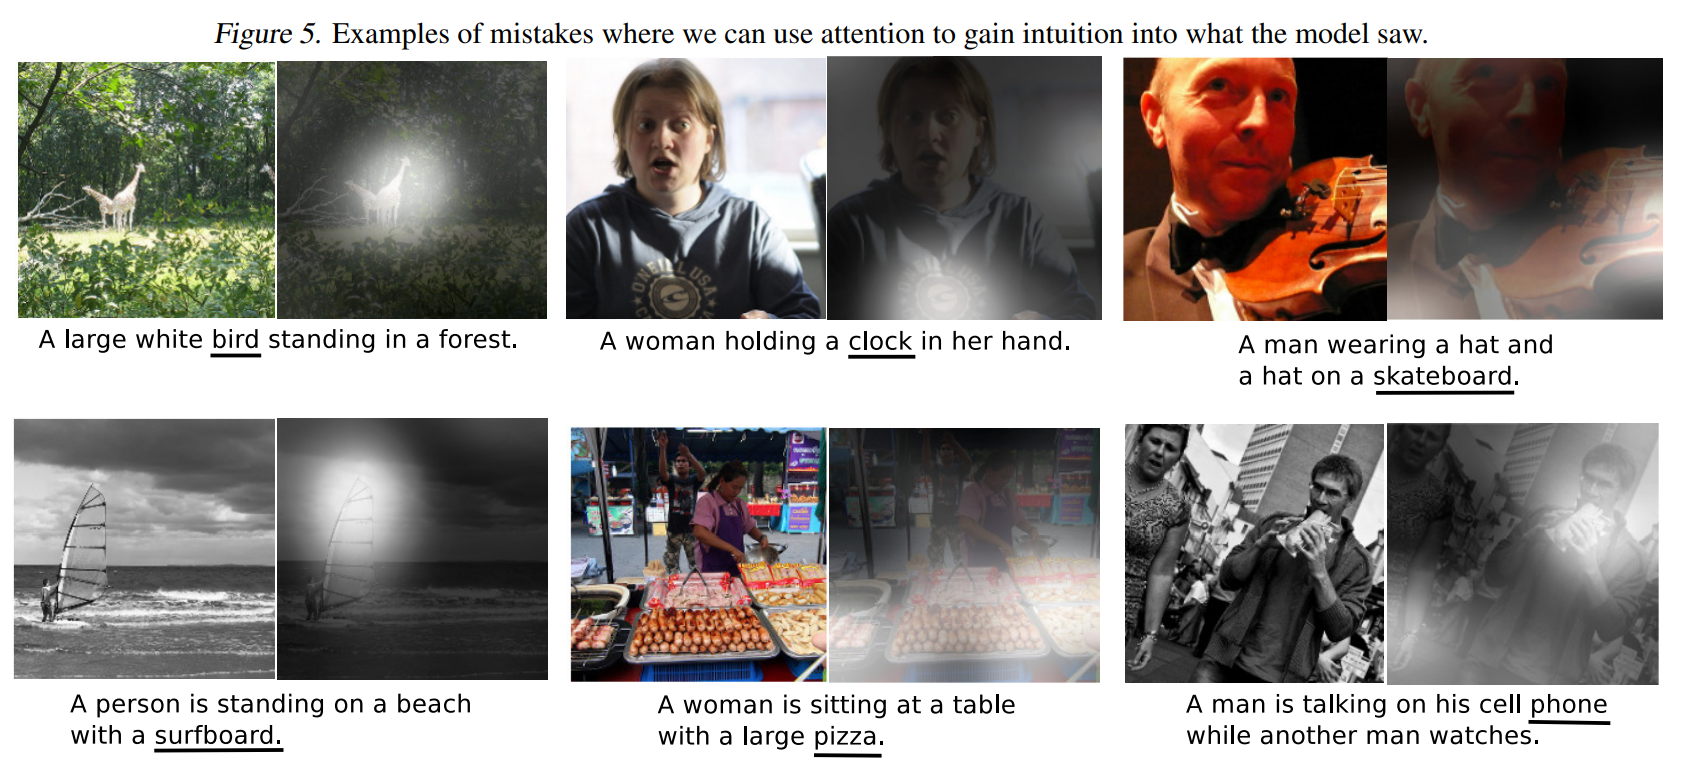 Figure 5. Examples of mistakes where we can use attention to gain intuition into what the model saw.
O'NEILL USA
A large white bird standing in a forest.
A woman holding a clock in her hand.
A man wearing a hat and
a hat on a skateboard.
A person is standing on a beach
with a surfboard.
A woman is sitting at a table
with a large pizza.
A man is talking on his cell phone
while another man watches.